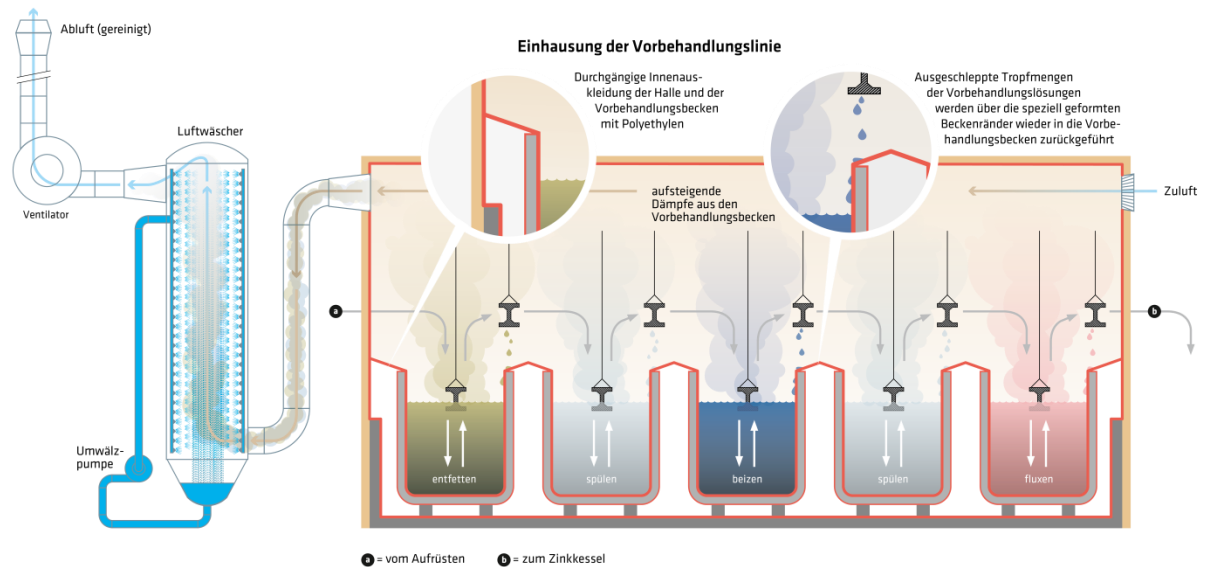 Abluft (gereinigt)
Einhausung der Vorbehandlungslinie
Durchgängige Innenaus-
kleidung der Halle und der
Vorbehandlungsbecken
mit Polyethylen
Ausgeschleppte Tropfmengen
der Vorbehandlungslösungen
werden über die speziell geformten
Beckenränder wieder in die Vorbe-
handlungsbecken zurückgeführt
Luftwäscher
Ventilator
aufsteigende
Dämpfe aus den
Vorbehandlungsbecken
Zuluft
a
b
Umwälz-
pumpe
entfetten
spülen
beizen
spülen
fluxen
a = vom Aufrüsten
b = zum Zinkkessel